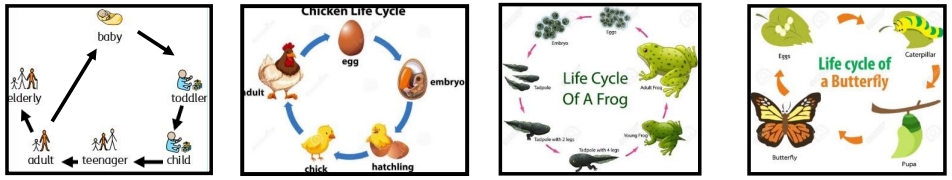 baby
toddler
child
teenager
adult
elderly
Chicken Life Cycle
egg
embryo
hatchling
chick
adult
Life Cycle
Of A Frog
Eggs
Embryo
Tadpole
Tadpole with 2 legs
Tadpole with 4 legs
Young Frog
Adult Frog
Life cycle of
a Butterfly
Eggs
Caterpillar
Pupa
Butterfly